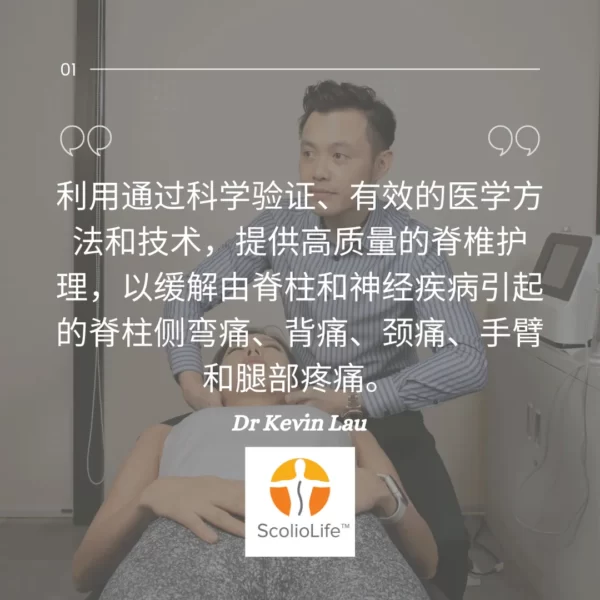 01
利用通过科学验证、有效的医学方
法和技术，提供高质量的脊椎护
理，以缓解由脊柱和神经疾病引起
的脊柱侧弯痛、背痛、颈痛、手臂
和腿部疼痛。
Dr Kevin Lau
ScolioLife™